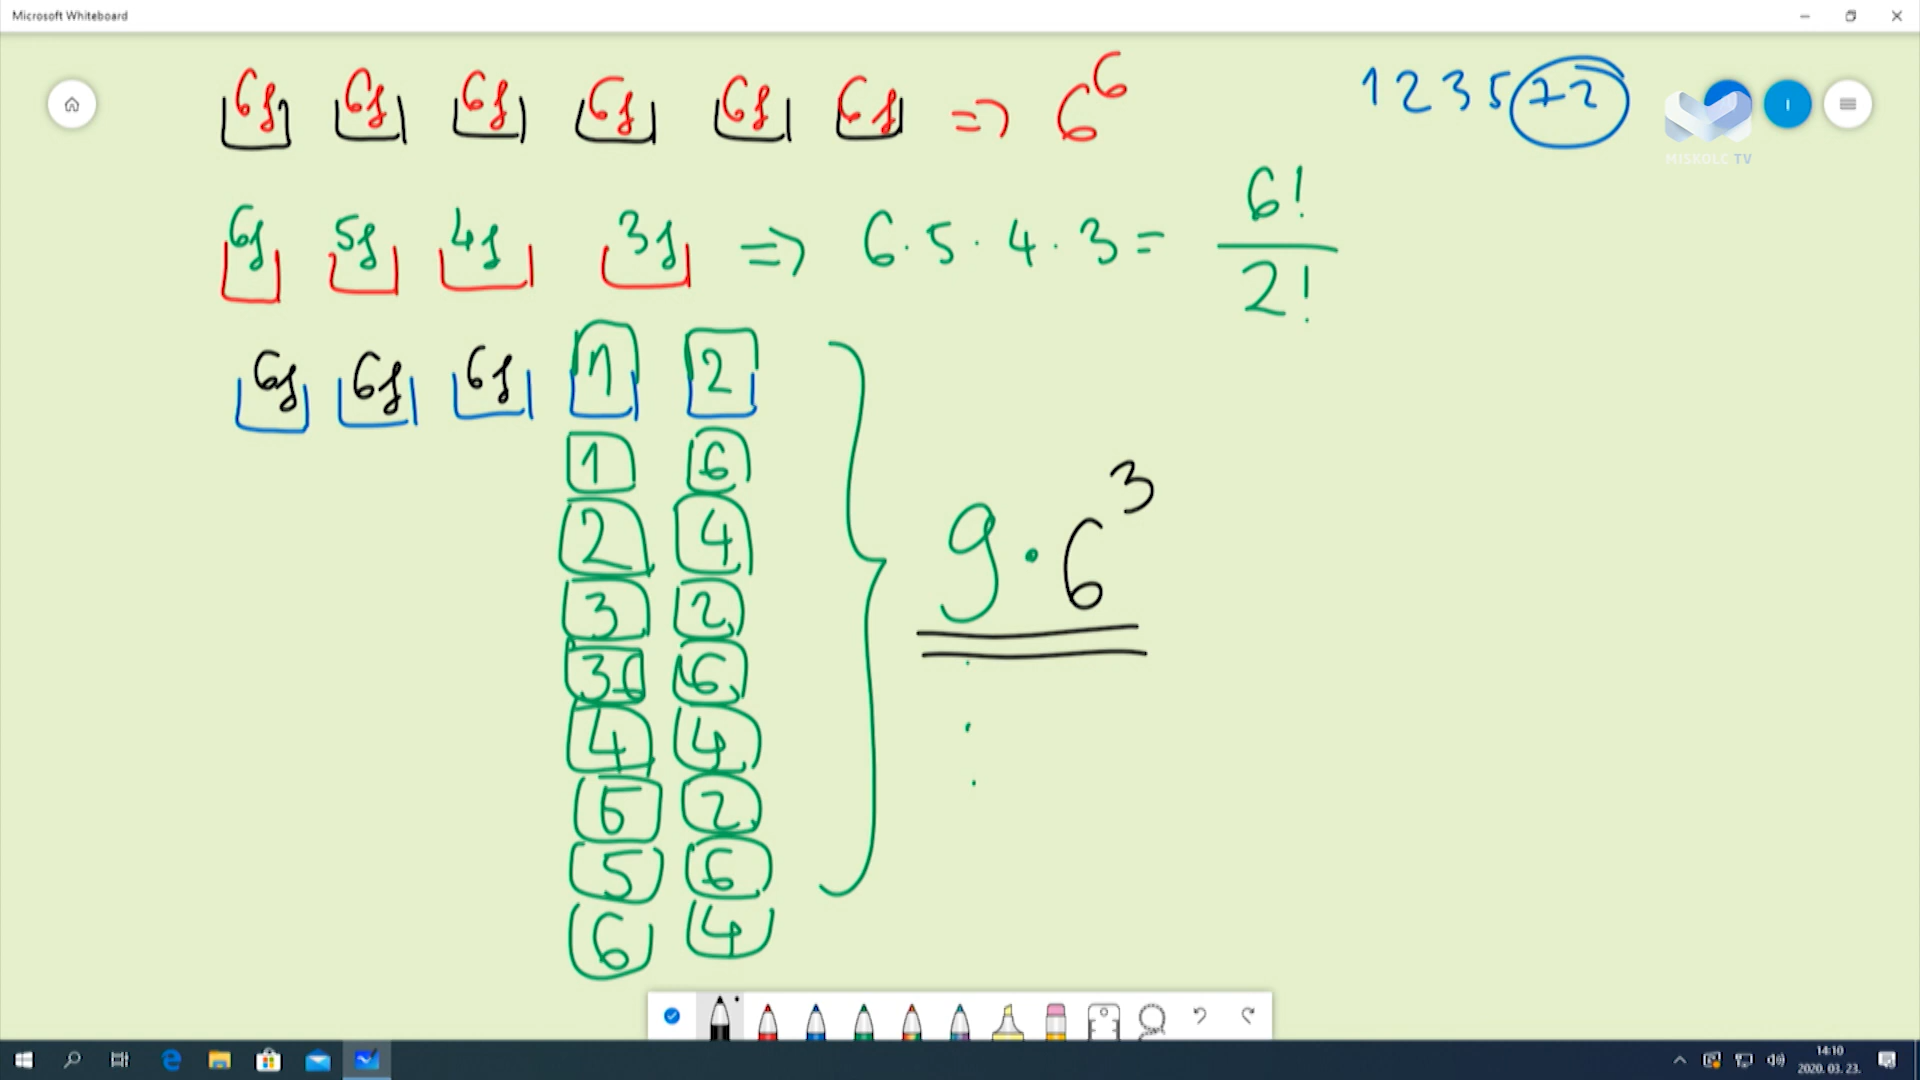 Microsoft Whiteboard
6f 6f 6f 6f 6f 6f => 6^6
1 2 3 5 72
MISKOLC TV
6f 5f 4f 3f => 6·5·4·3 = 6!/2!
6f 6f 6f 1 2
1 6
2 4
3 2
36 6
4 4
5 2
5 6
6 4
9·6^3
14:10
2020. 03. 23.